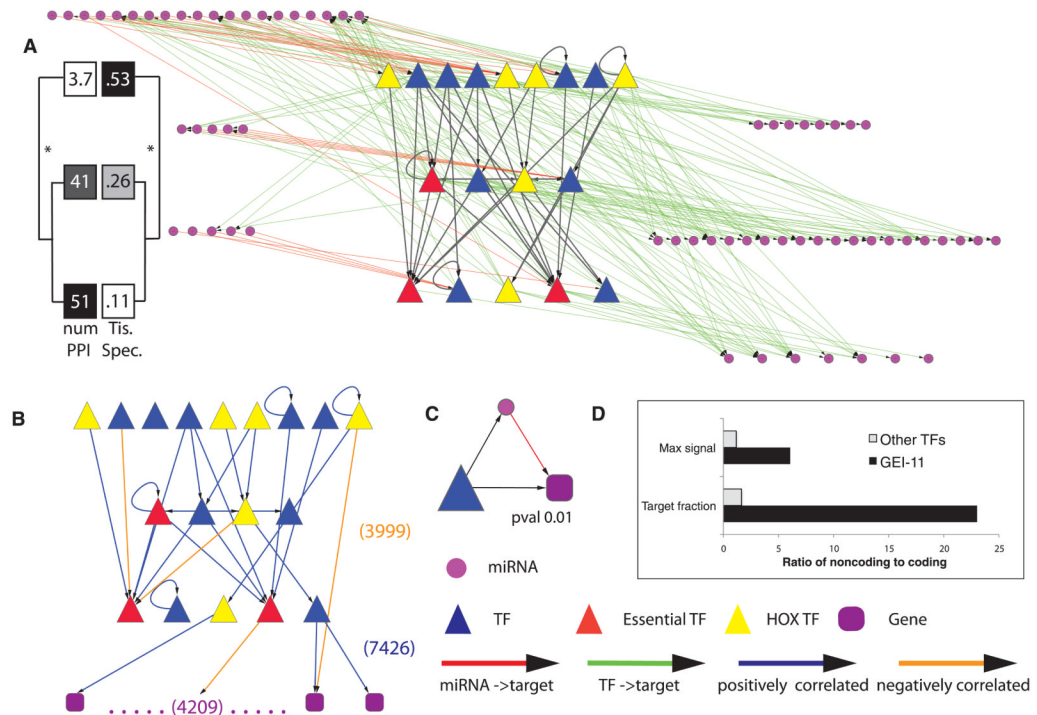 A
3.7 .53
* *
41 .26
51 .11
num Tis.
PPI Spec.
B
(3999)
(7426)
(4209)
C
pval 0.01
D
Other TFs
GEI-11
Max signal
Target fraction
0 5 10 15 20 25
Ratio of noncoding to coding
miRNA
TF Essential TF HOX TF Gene
miRNA ->target TF ->target positively correlated negatively correlated